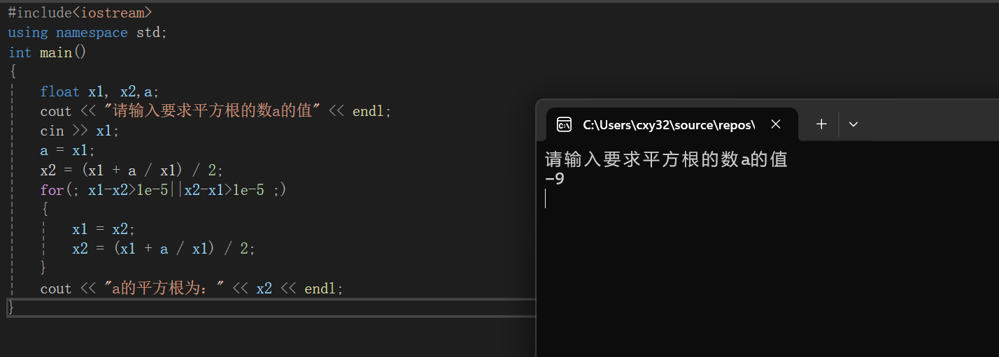 #include<iostream>
using namespace std;
int main()
{
float x1, x2,a;
cout << "请输入要求平方根的数a的值" << endl;
cin >> x1;
a = x1;
x2 = (x1 + a / x1) / 2;
for(; x1-x2>1e-5||x2-x1>1e-5 ;)
{
x1 = x2;
x2 = (x1 + a / x1) / 2;
}
cout << "a的平方根为：" << x2 << endl;
}
C:\Users\cxy32\source\repos\
请输入要求平方根的数a的值
-9